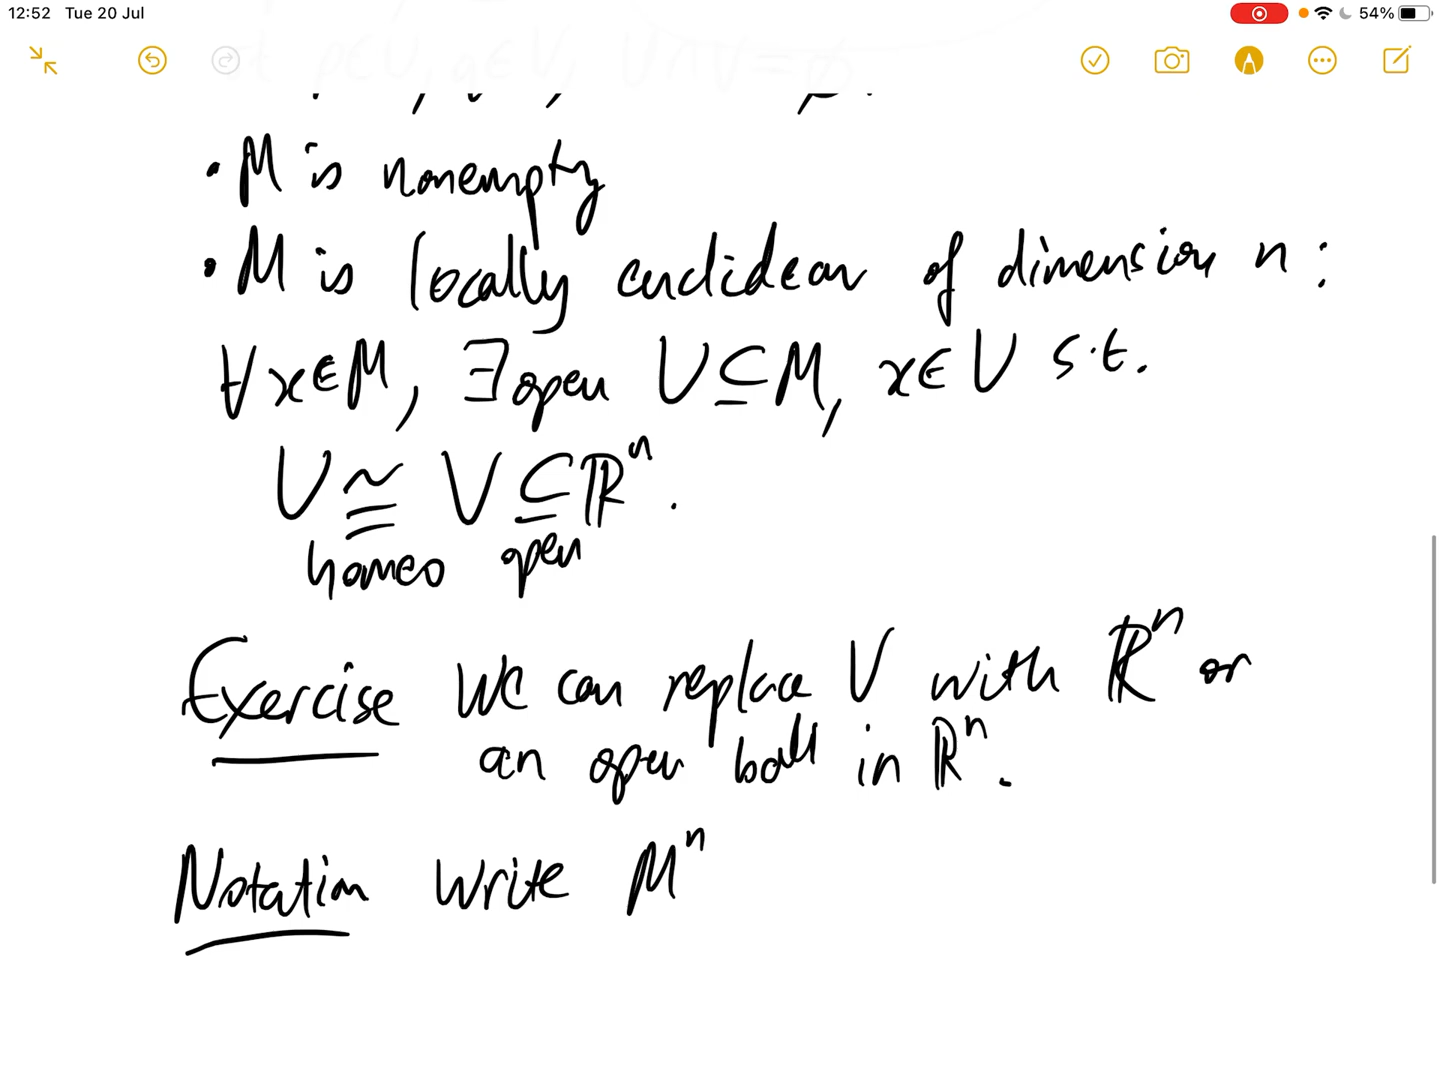 12:52 Tue 20 Jul 54%
st p∈U, q∈V, U∩V=∅
• M is nonempty
• M is locally euclidean of dimension n:
∀x∈M, ∃open U⊆M, x∈U s.t.
U ≅ V ⊆ ℝⁿ.
homeo open
Exercise We can replace V with ℝⁿ or
an open ball in ℝⁿ.
Notation Write Mⁿ